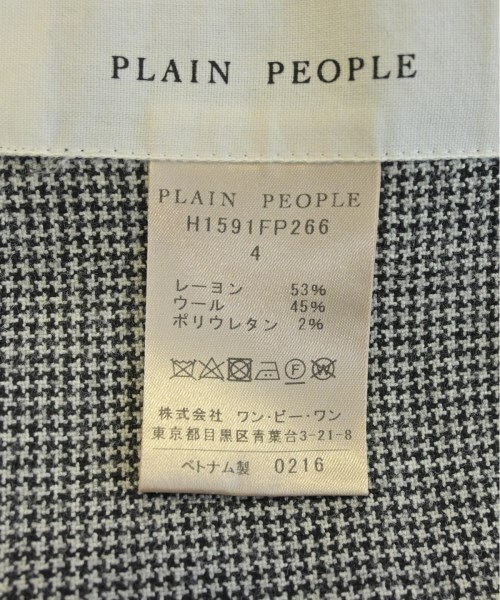 PLAIN PEOPLE
PLAIN PEOPLE
H1591FP266
4
レーヨン 53%
ウール 45%
ポリウレタン 2%
F W
株式会社 ワン・ビー・ワン
東京都目黒区青葉台3-21-8
ベトナム製 0216